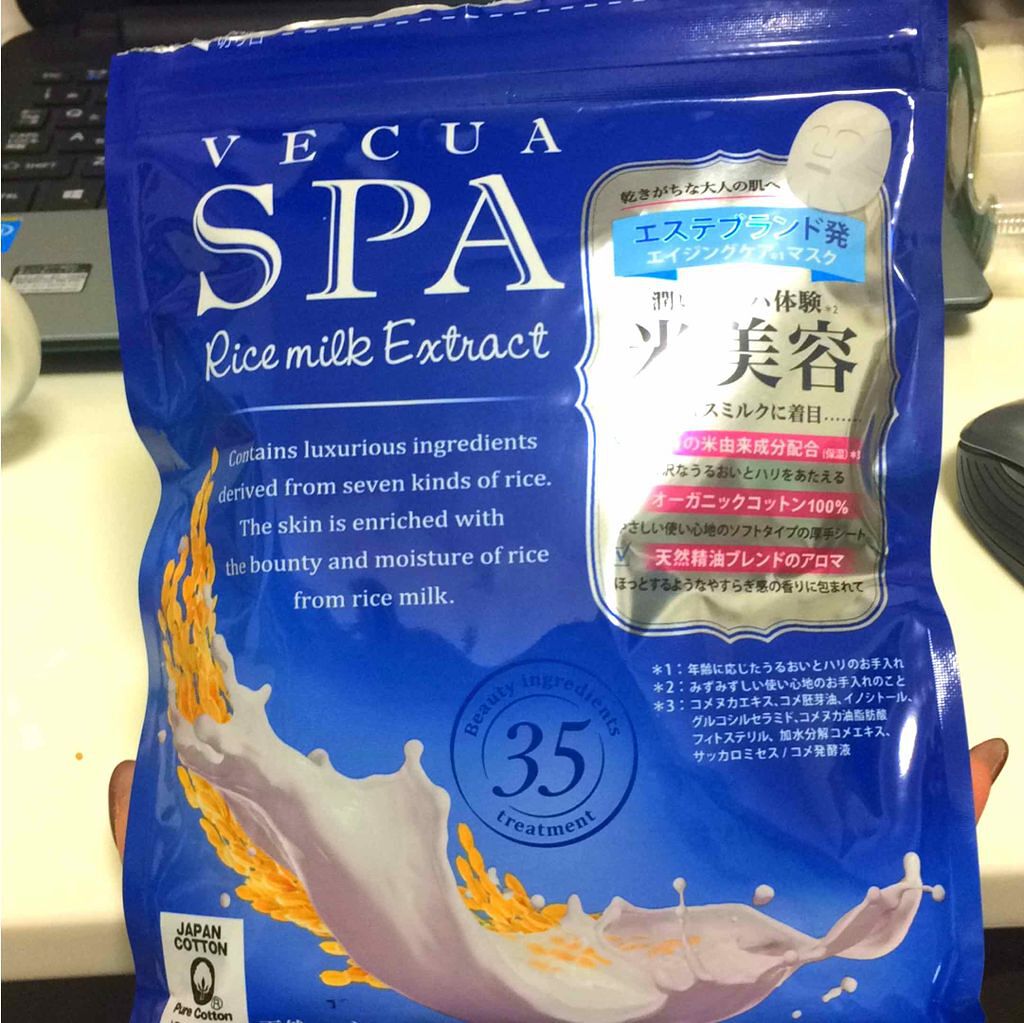 切り口
VECUA
SPA
Rice milk Extract
Contains luxurious ingredients
derived from seven kinds of rice.
The skin is enriched with
the bounty and moisture of rice
from rice milk.
乾きがちな大人の肌へ
エステブランド発
エイジングケア*1マスク
体験*2
美容
スミルクに着目……
の米由来成分配合(保湿)*3
沢なうるおいとハリをあたえる
オーガニックコットン100%
さしい使い心地のソフトタイプの厚手シート
天然精油ブレンドのアロマ
ほっとするようなやすらぎ感の香りに包まれて
*1:年齢に応じたうるおいとハリのお手入れ
*2:みずみずしい使い心地のお手入れのこと
*3:コメヌカエキス、コメ胚芽油、イノシトール、
グルコシルセラミド、コメヌカ油脂肪酸
フィトステリル、加水分解コメエキス、
サッカロミセス/コメ発酵液
Beauty ingredients
35
treatment
JAPAN
COTTON
®
Pure Cotton